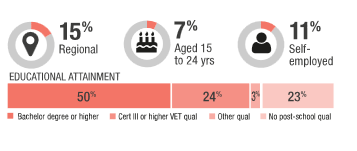 15% 7% 11%
Regional Aged 15 Self-
to 24 yrs employed
EDUCATIONAL ATTAINMENT
50% 24% 3% 23%
Bachelor degree or higher Cert III or higher VET qual Other qual No post-school qual